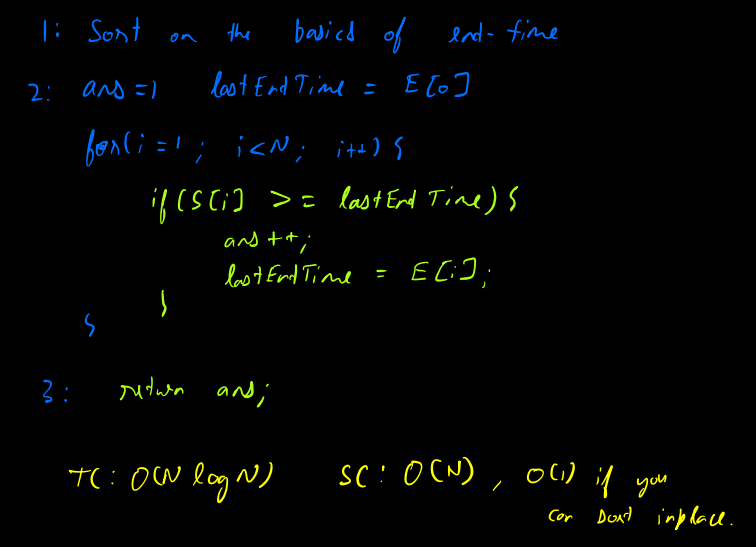 1: Sort on the basics of end-time
2: ans=1 lastEndTime = E[0]
for(i=1; i<N; i++) {
if(S[i] >= lastEndTime) {
ans++;
lastEndTime = E[i];
}
}
3: return ans;
TC: O(N log N) SC: O(N), O(1) if you
can sort inplace.